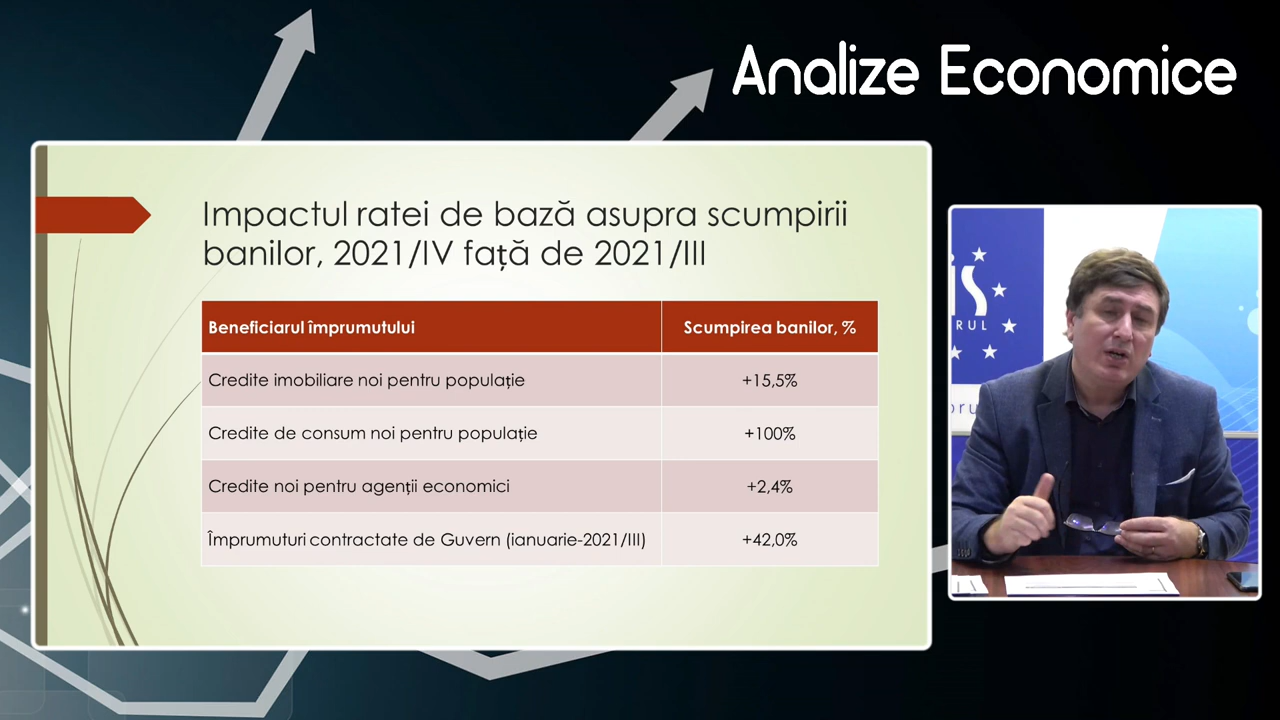 Analize Economice
Impactul ratei de bază asupra scumpirii
banilor, 2021/IV față de 2021/III
Beneficiarul împrumutului Scumpirea banilor, %
Credite imobiliare noi pentru populație +15,5%
Credite de consum noi pentru populație +100%
Credite noi pentru agenții economici +2,4%
Împrumuturi contractate de Guvern (ianuarie-2021/III) +42,0%